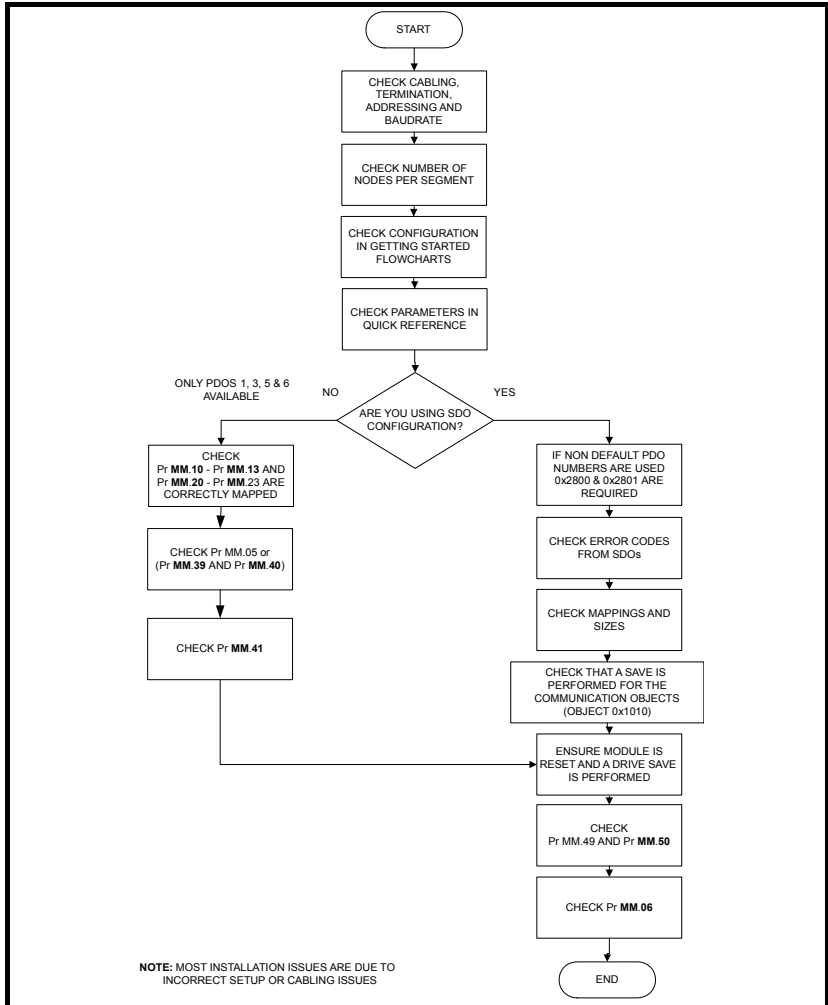 START
CHECK CABLING,
TERMINATION,
ADDRESSING AND
BAUDRATE
CHECK NUMBER OF
NODES PER SEGMENT
CHECK CONFIGURATION
IN GETTING STARTED
FLOWCHARTS
CHECK PARAMETERS IN
QUICK REFERENCE
ARE YOU USING SDO
CONFIGURATION?
NO
ONLY PDOS 1, 3, 5 & 6
AVAILABLE
CHECK
Pr MM.10 - Pr MM.13 AND
Pr MM.20 - Pr MM.23 ARE
CORRECTLY MAPPED
CHECK Pr MM.05 or
(Pr MM.39 AND Pr MM.40)
CHECK Pr MM.41
YES
IF NON DEFAULT PDO
NUMBERS ARE USED
0x2800 & 0x2801 ARE
REQUIRED
CHECK ERROR CODES
FROM SDOs
CHECK MAPPINGS AND
SIZES
CHECK THAT A SAVE IS
PERFORMED FOR THE
COMMUNICATION OBJECTS
(OBJECT 0x1010)
ENSURE MODULE IS
RESET AND A DRIVE SAVE
IS PERFORMED
CHECK
Pr MM.49 AND Pr MM.50
CHECK Pr MM.06
END
NOTE: MOST INSTALLATION ISSUES ARE DUE TO
INCORRECT SETUP OR CABLING ISSUES